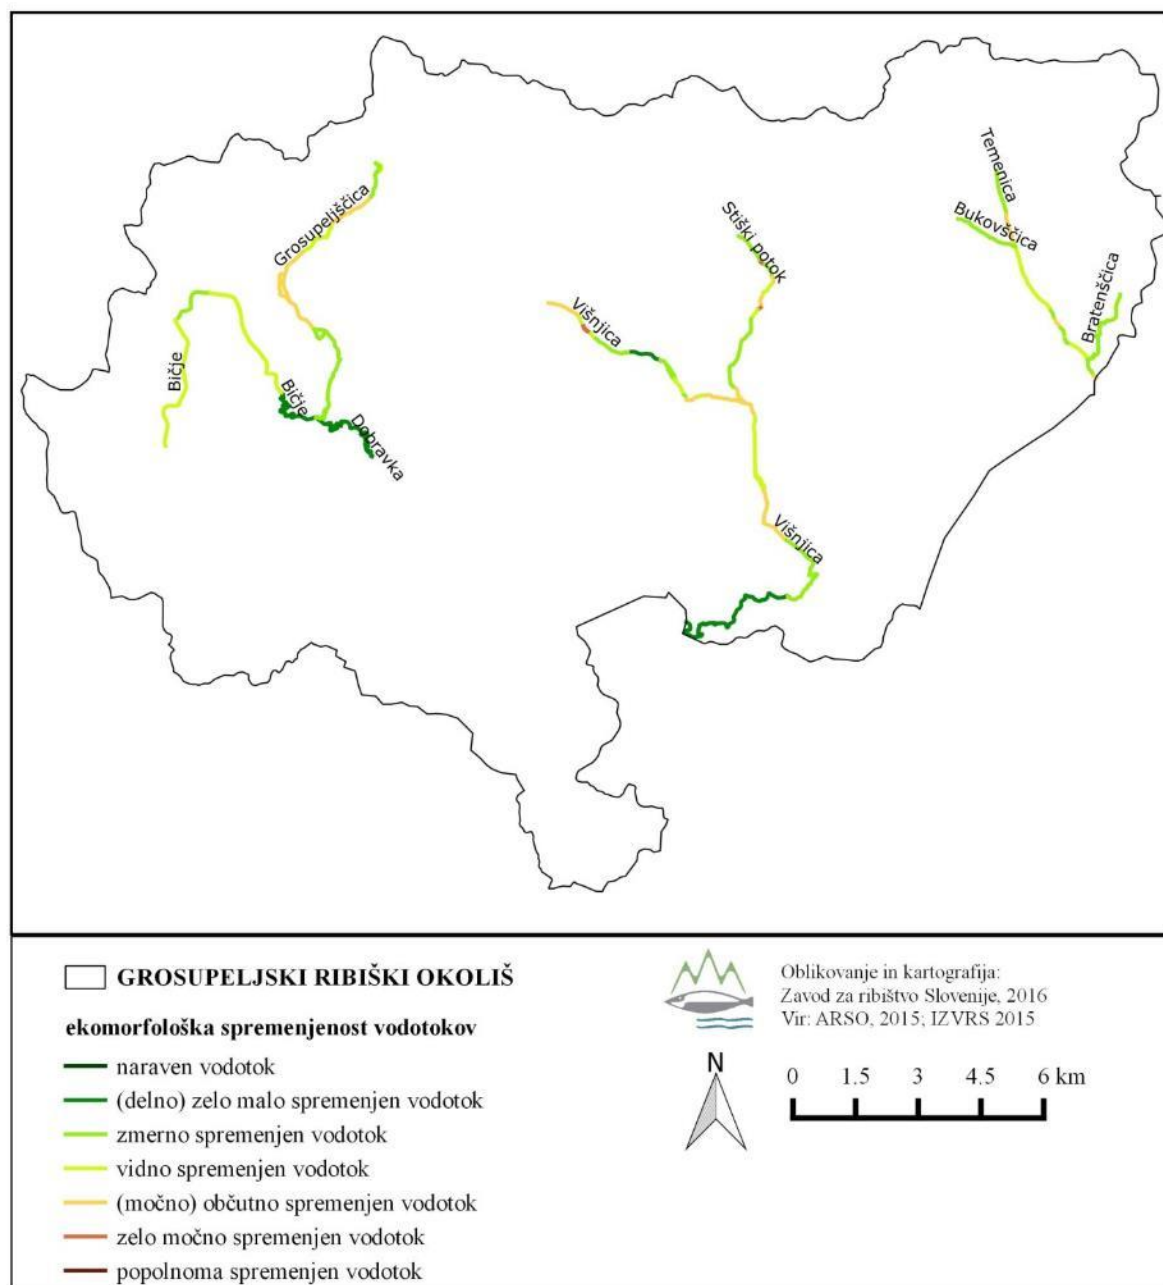 Temenica
Grosupeljščica
Stiški potok
Bukovščica
Bratenščica
Višnjica
Bičje
Bičje
Dobravka
Višnjica
GROSUPELJSKI RIBIŠKI OKOLIŠ
ekomorfološka spremenjenost vodotokov
naraven vodotok
(delno) zelo malo spremenjen vodotok
zmerno spremenjen vodotok
vidno spremenjen vodotok
(močno) občutno spremenjen vodotok
zelo močno spremenjen vodotok
popolnoma spremenjen vodotok
Oblikovanje in kartografija:
Zavod za ribištvo Slovenije, 2016
Vir: ARSO, 2015; IZVRS 2015
N
0 1.5 3 4.5 6 km